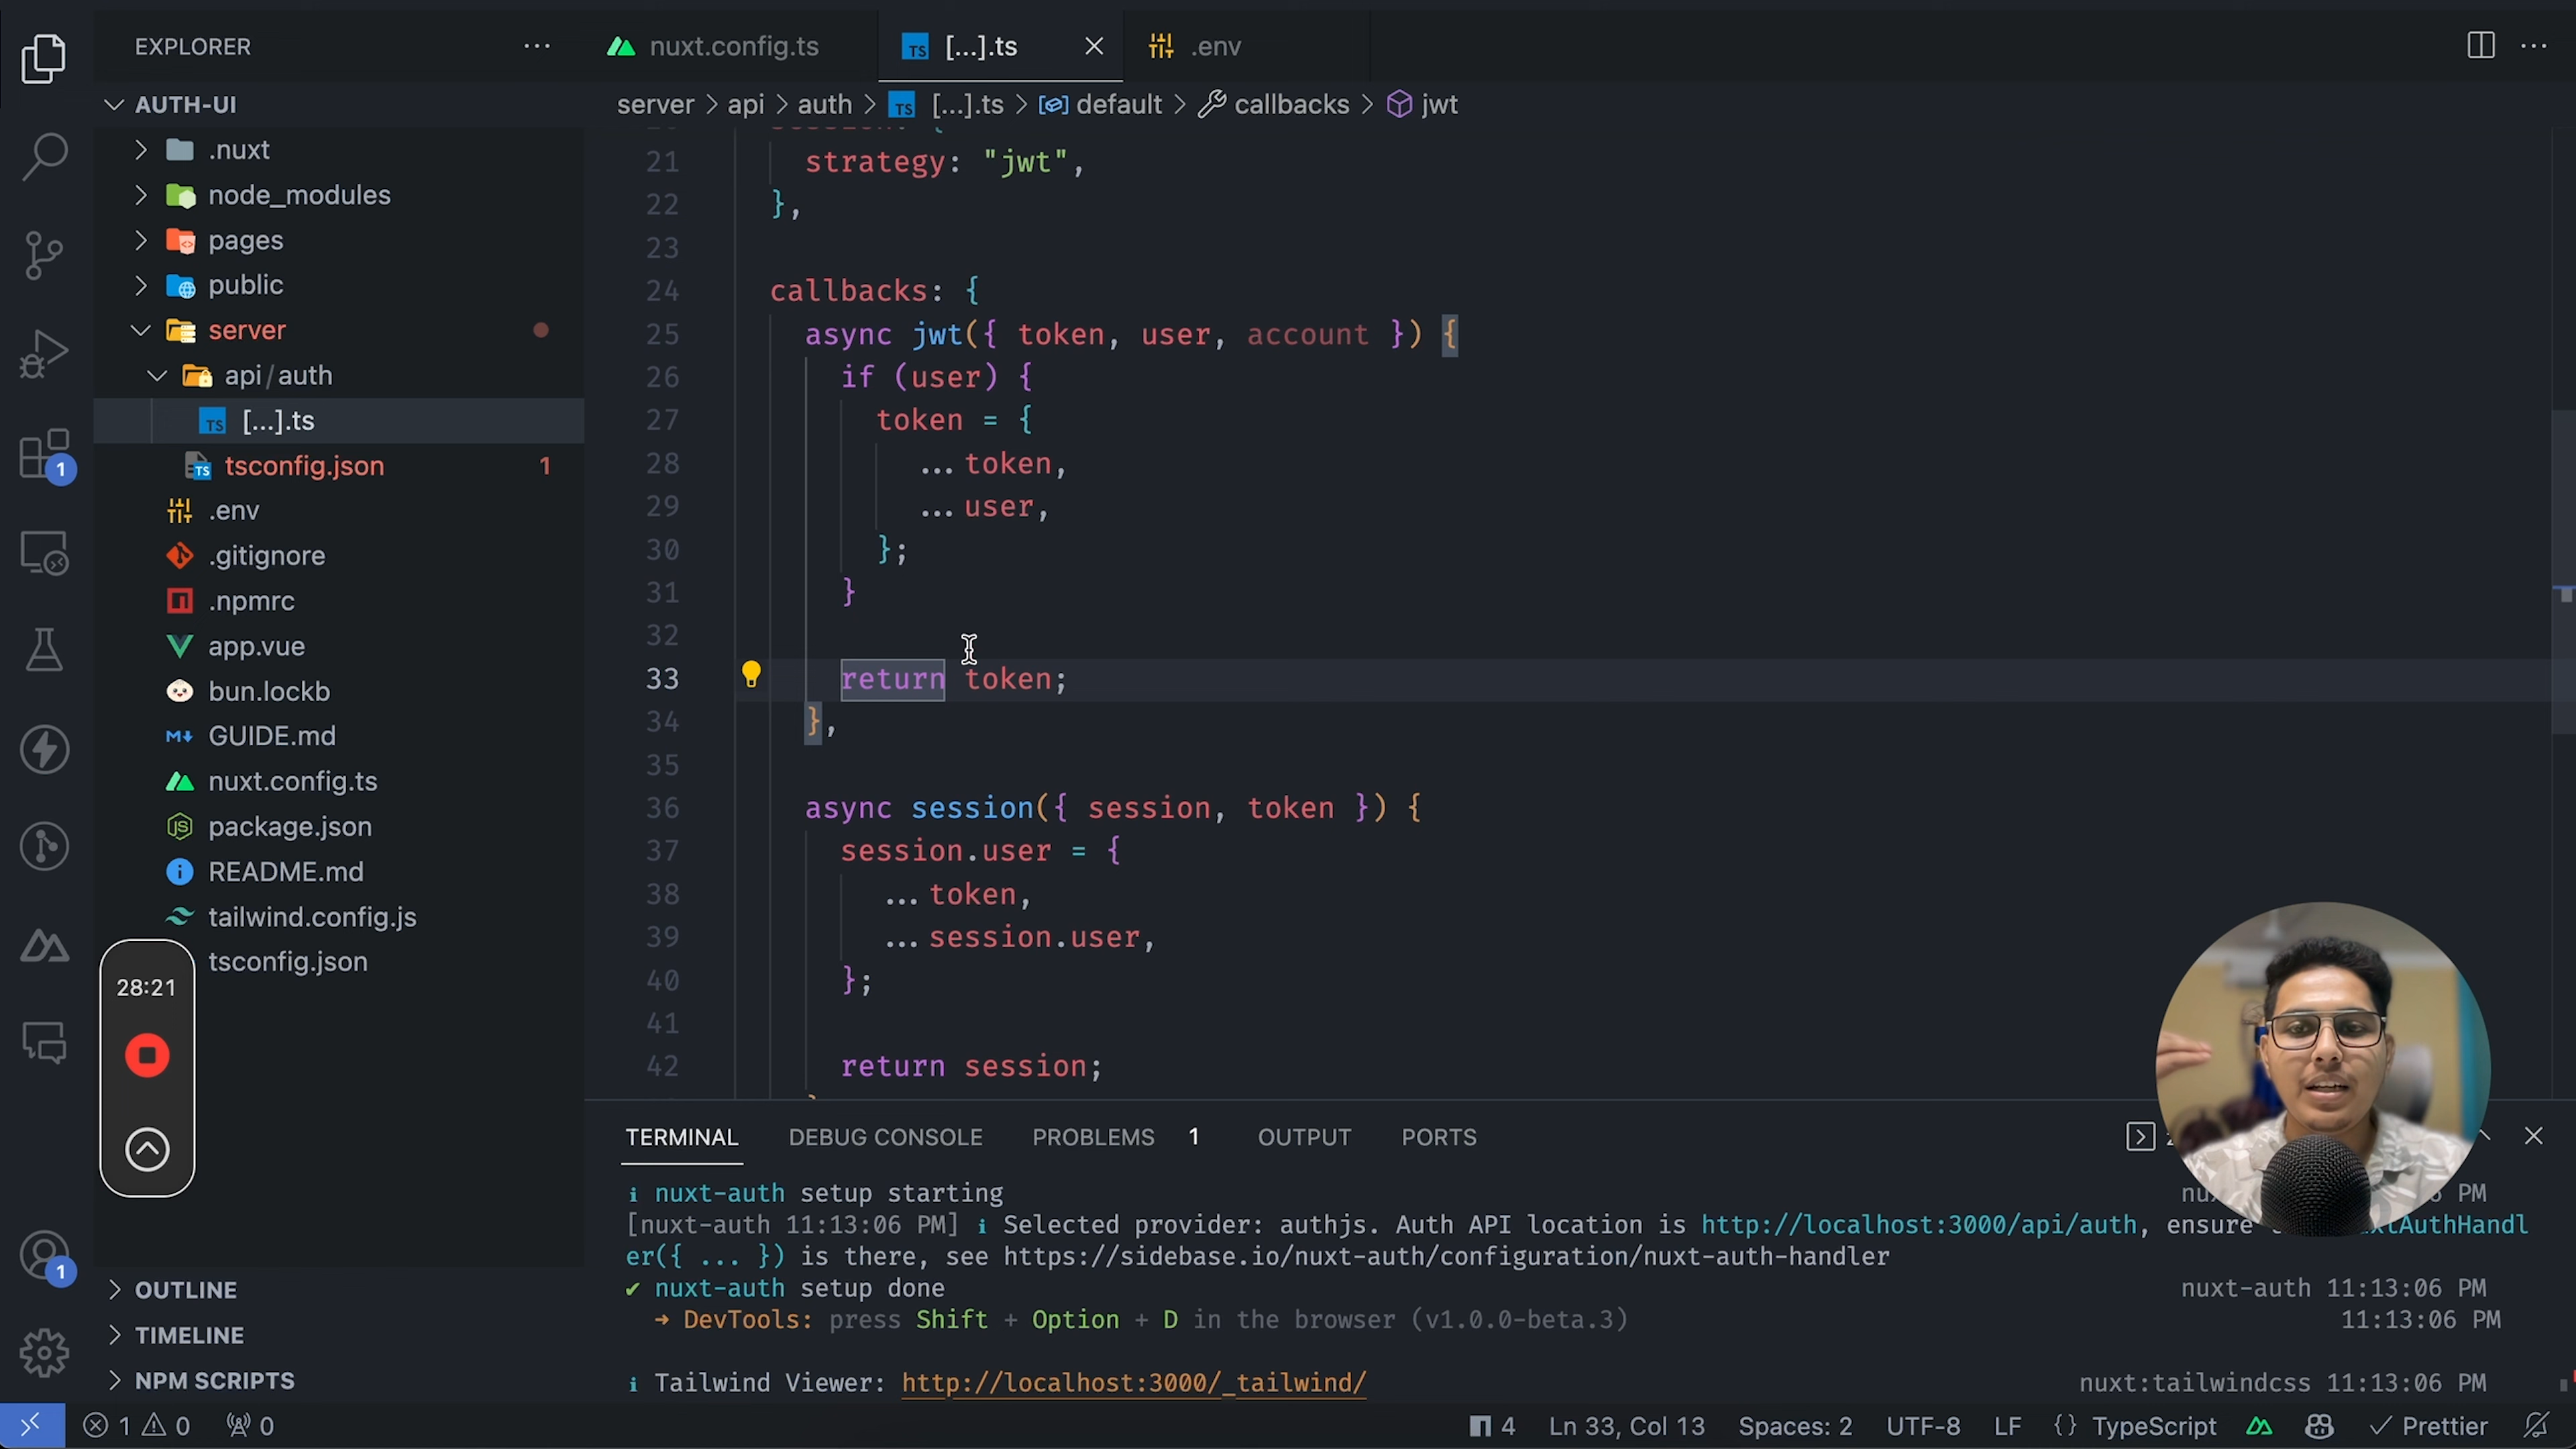 EXPLORER
AUTH-UI
.nuxt
node_modules
pages
public
server
api/auth
[...].ts
tsconfig.json 1
.env
.gitignore
.npmrc
app.vue
bun.lockb
GUIDE.md
nuxt.config.ts
package.json
README.md
tailwind.config.js
tsconfig.json
28:21
OUTLINE
TIMELINE
NPM SCRIPTS
nuxt.config.ts
[...].ts
.env
server > api > auth > [...].ts > default > callbacks > jwt
21 strategy: "jwt",
22 },
23
24 callbacks: {
25 async jwt({ token, user, account }) {
26 if (user) {
27 token = {
28 ...token,
29 ...user,
30 };
31 }
32
33 return token;
34 },
35
36 async session({ session, token }) {
37 session.user = {
38 ...token,
39 ...session.user,
40 };
41
42 return session;
TERMINAL DEBUG CONSOLE PROBLEMS 1 OUTPUT PORTS
i nuxt-auth setup starting PM
[nuxt-auth 11:13:06 PM] i Selected provider: authjs. Auth API location is http://localhost:3000/api/auth, ensure
er({ ... }) is there, see https://sidebase.io/nuxt-auth/configuration/nuxt-auth-handler
✔ nuxt-auth setup done nuxt-auth 11:13:06 PM
➜ DevTools: press Shift + Option + D in the browser (v1.0.0-beta.3) 11:13:06 PM
i Tailwind Viewer: http://localhost:3000/_tailwind/ nuxt:tailwindcss 11:13:06 PM
1 0 0 4 Ln 33, Col 13 Spaces: 2 UTF-8 LF {} TypeScript Prettier
1
1